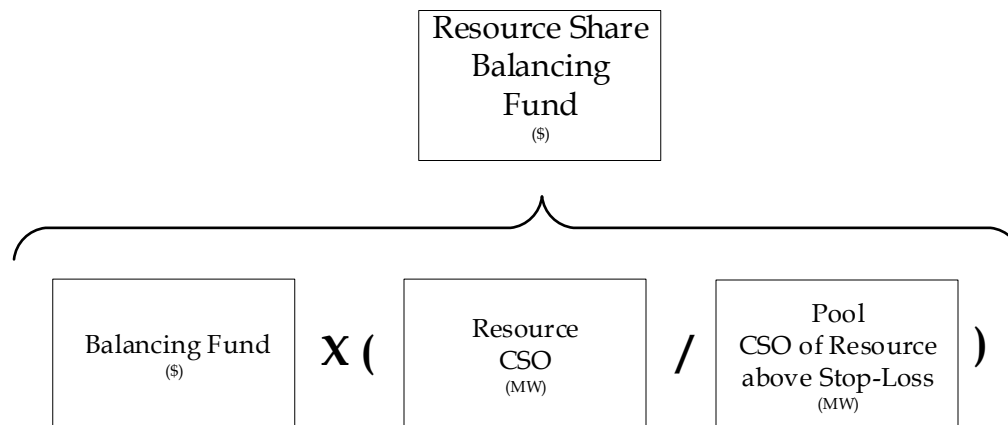 Resource Share
Balancing
Fund
($)
Balancing Fund
($)
X (
Resource
CSO
(MW)
/
Pool
CSO of Resource
above Stop-Loss
(MW)
)